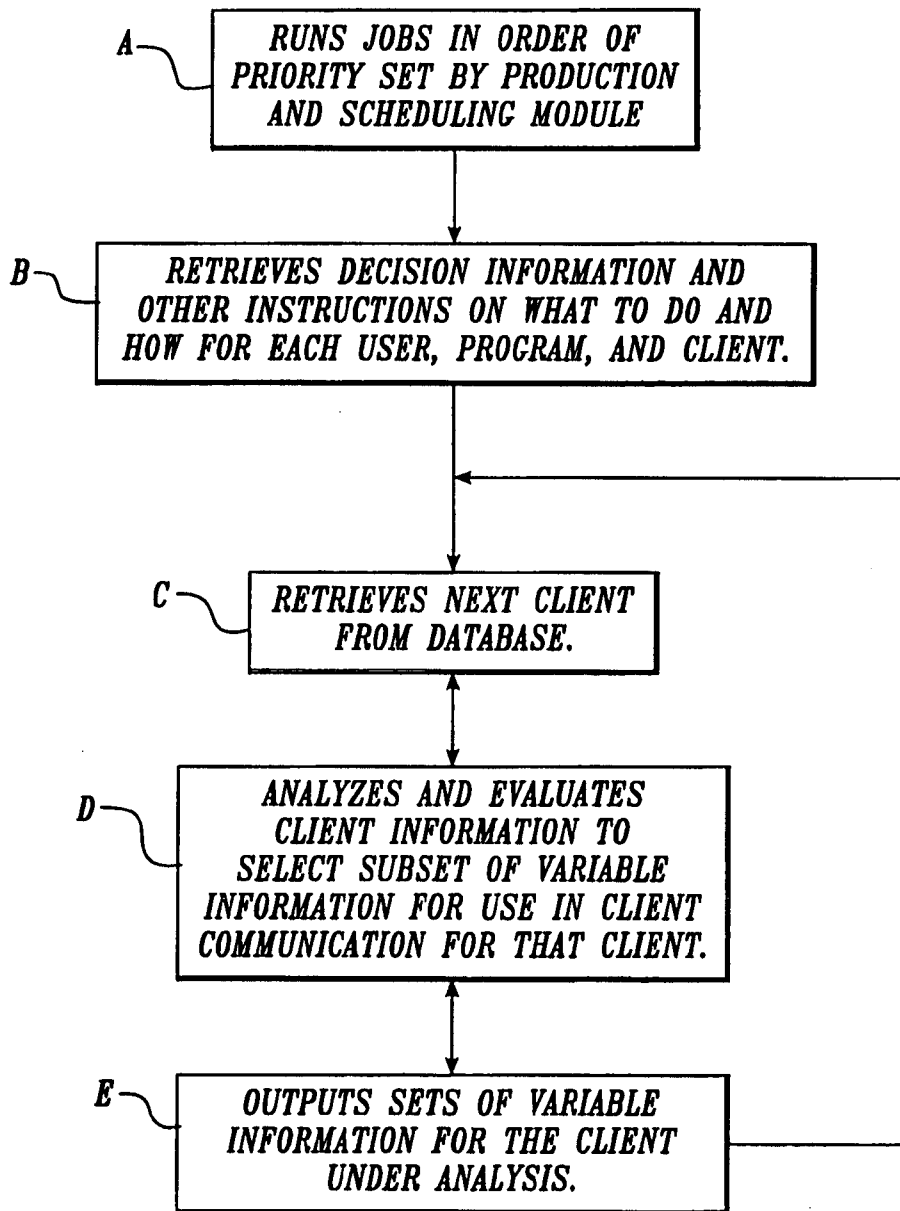 A
RUNS JOBS IN ORDER OF
PRIORITY SET BY PRODUCTION
AND SCHEDULING MODULE
B
RETRIEVES DECISION INFORMATION AND
OTHER INSTRUCTIONS ON WHAT TO DO AND
HOW FOR EACH USER, PROGRAM, AND CLIENT.
C
RETRIEVES NEXT CLIENT
FROM DATABASE.
D
ANALYZES AND EVALUATES
CLIENT INFORMATION TO
SELECT SUBSET OF VARIABLE
INFORMATION FOR USE IN CLIENT
COMMUNICATION FOR THAT CLIENT.
E
OUTPUTS SETS OF VARIABLE
INFORMATION FOR THE CLIENT
UNDER ANALYSIS.